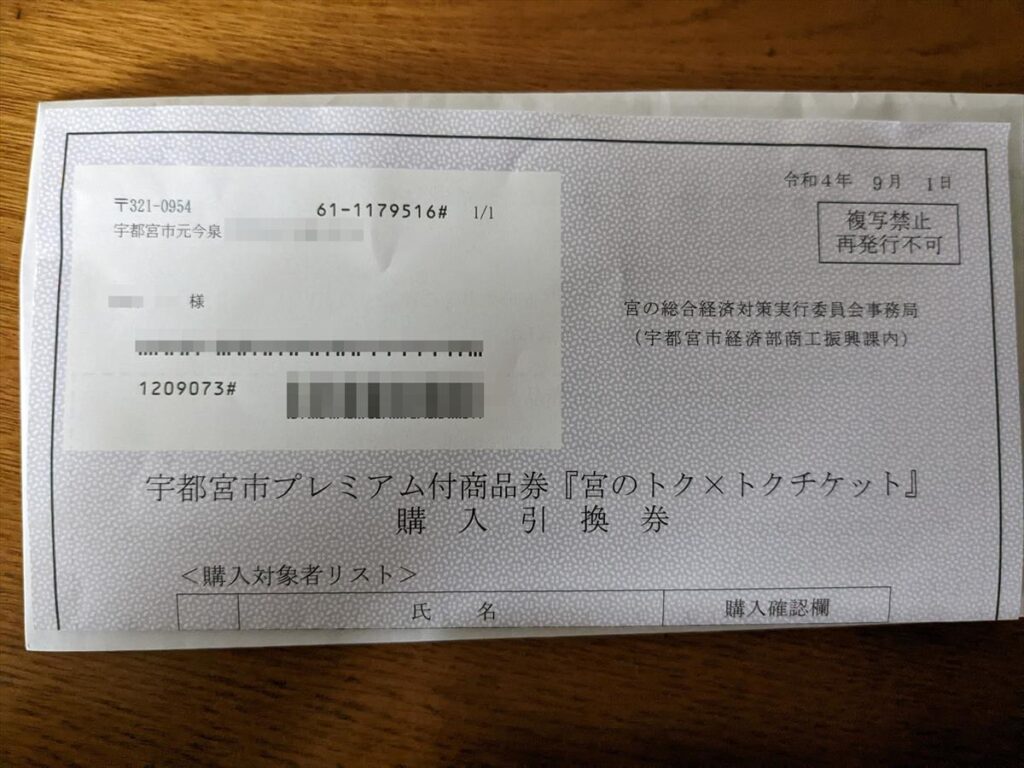 〒321-0954
61-1179516# 1/1
宇都宮市元今泉
様
1209073#
令和4年 9月 1日
複写禁止
再発行不可
宮の総合経済対策実行委員会事務局
(宇都宮市経済部商工振興課内)
宇都宮市プレミアム付商品券『宮のトク×トクチケット』
購入引換券
<購入対象者リスト>
氏 名
購入確認欄